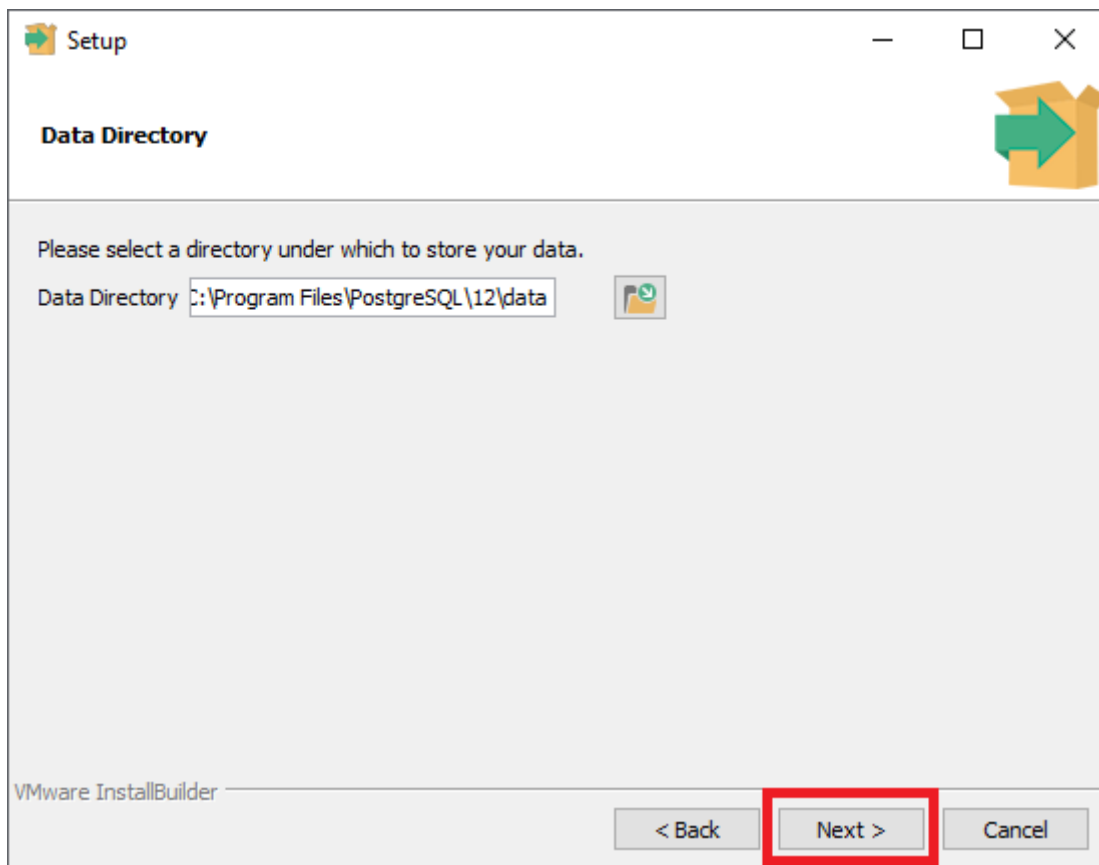 Setup
Data Directory
Please select a directory under which to store your data.
Data Directory C:\Program Files\PostgreSQL\12\data
VMware InstallBuilder
< Back Next > Cancel